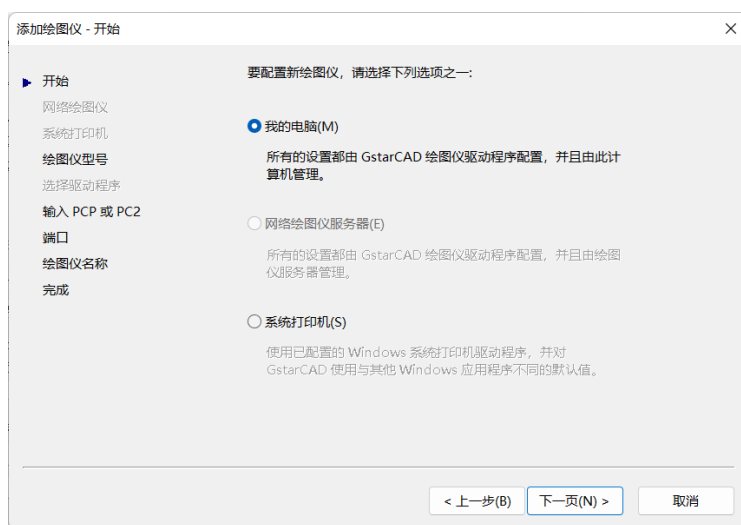 添加绘图仪 - 开始
开始
网络绘图仪
系统打印机
绘图仪型号
选择驱动程序
输入 PCP 或 PC2
端口
绘图仪名称
完成
要配置新绘图仪，请选择下列选项之一:
我的电脑(M)
所有的设置都由 GstarCAD 绘图仪驱动程序配置，并且由此计
算机管理。
网络绘图仪服务器(E)
所有的设置都由 GstarCAD 绘图仪驱动程序配置，并且由绘图
仪服务器管理。
系统打印机(S)
使用已配置的 Windows 系统打印机驱动程序，并对
GstarCAD 使用与其他 Windows 应用程序不同的默认值。
< 上一步(B)
下一页(N) >
取消